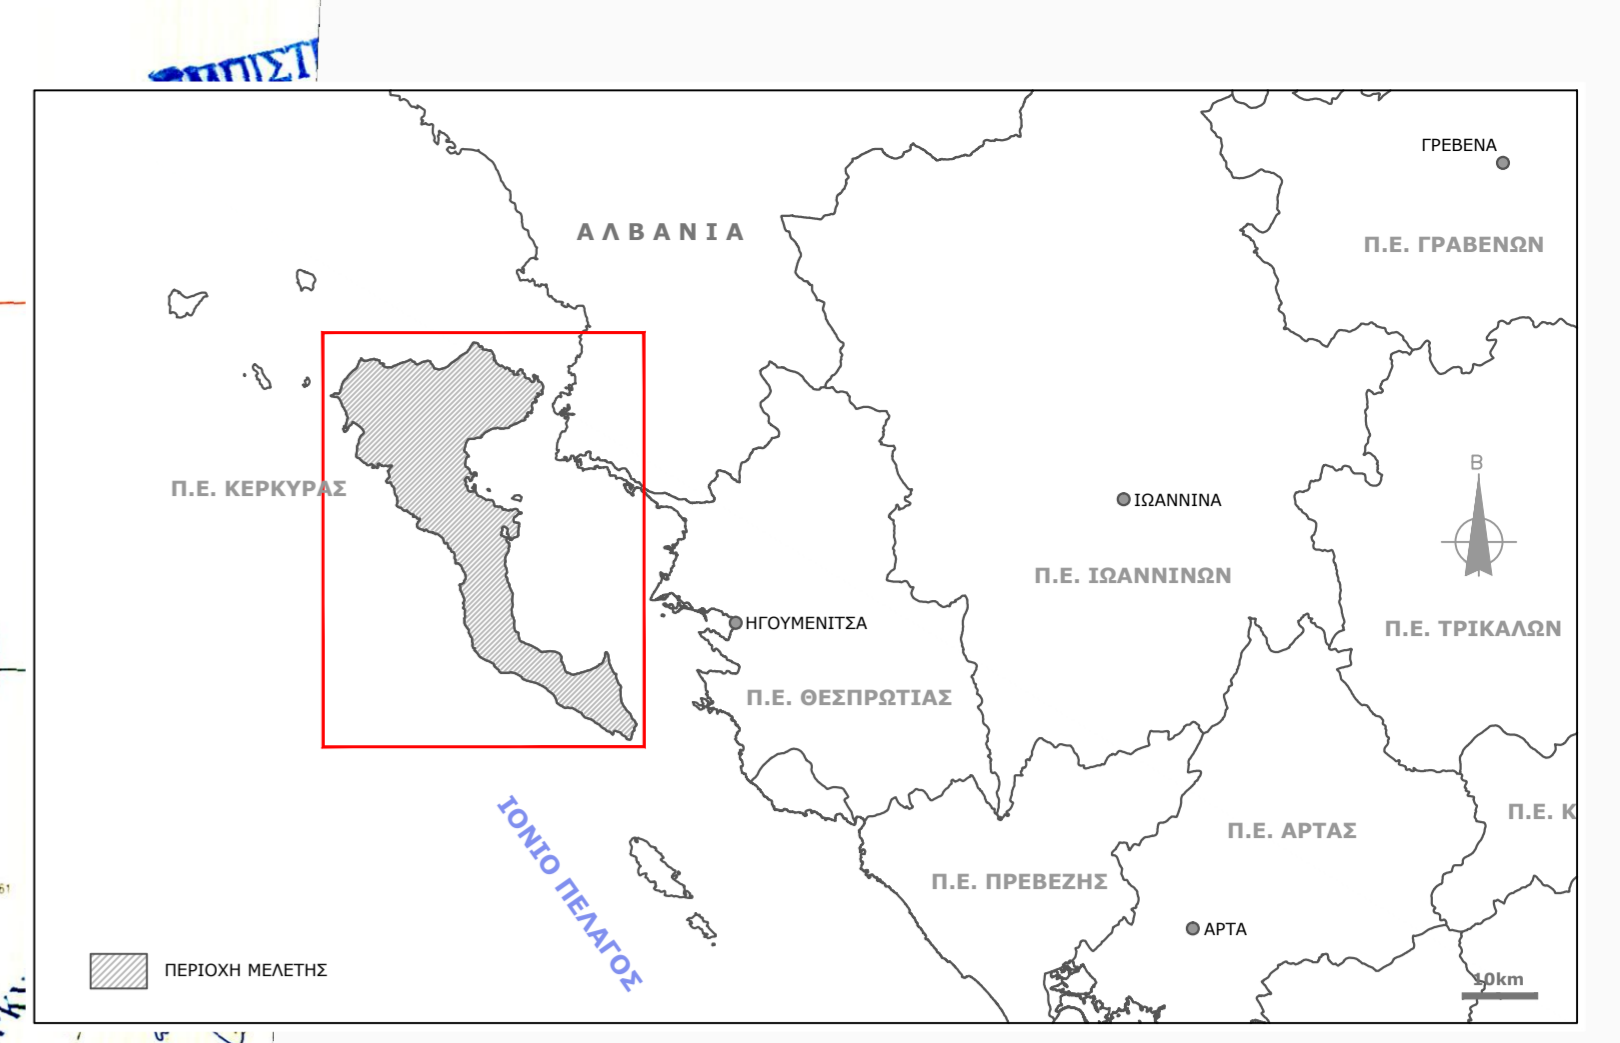 ΓΡΕΒΕΝΑ
ΑΛΒΑΝΙΑ
Π.Ε. ΓΡΑΒΕΝΩΝ
Π.Ε. ΚΕΡΚΥΡΑΣ
Β
ΙΩΑΝΝΙΝΑ
Π.Ε. ΙΩΑΝΝΙΝΩΝ
ΗΓΟΥΜΕΝΙΤΣΑ
Π.Ε. ΤΡΙΚΑΛΩΝ
Π.Ε. ΘΕΣΠΡΩΤΙΑΣ
Π.Ε. Κ
ΙΟΝΙΟ ΠΕΛΑΓΟΣ
Π.Ε. ΑΡΤΑΣ
Π.Ε. ΠΡΕΒΕΖΗΣ
ΑΡΤΑ
ΠΕΡΙΟΧΗ ΜΕΛΕΤΗΣ
10km